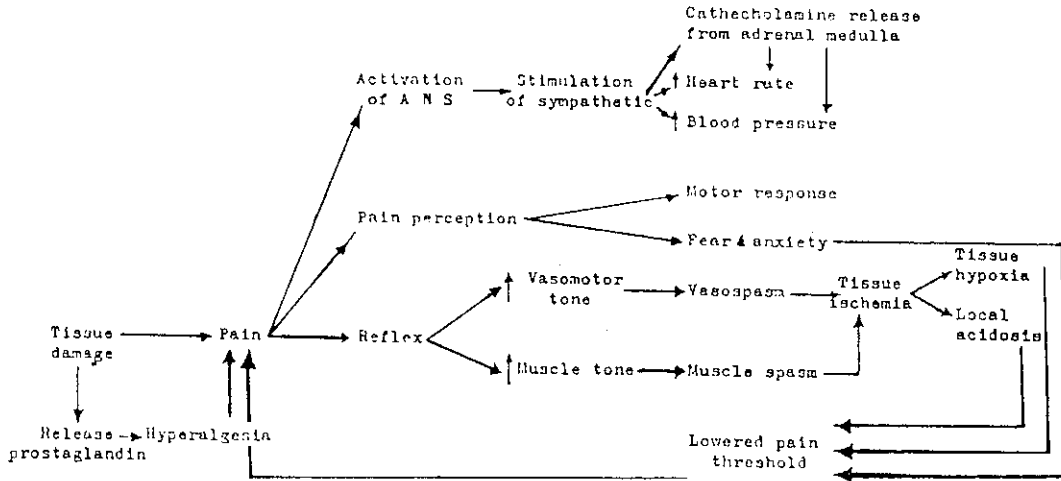 Cathecholamine release
from adrenal medulla
Activation
of A N S
Stimulation
of sympathetic
↑ Heart rute
↑ Blood pressure
Motor response
Pain perception
Fear & anxiety
Tissue
hypoxia
↑ Vasomotor
tone
Vasospasm
Tissue
ischemia
Local
acidosis
Tissue
damage
Pain
Reflex
↑ Muscle tone
Muscle spasm
Release
prostaglandin
Hyperalgesia
Lowered pain
threshold